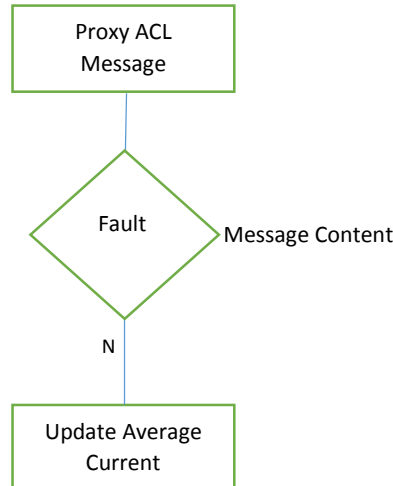 Proxy ACL
Message
Fault
Message Content
N
Update Average
Current